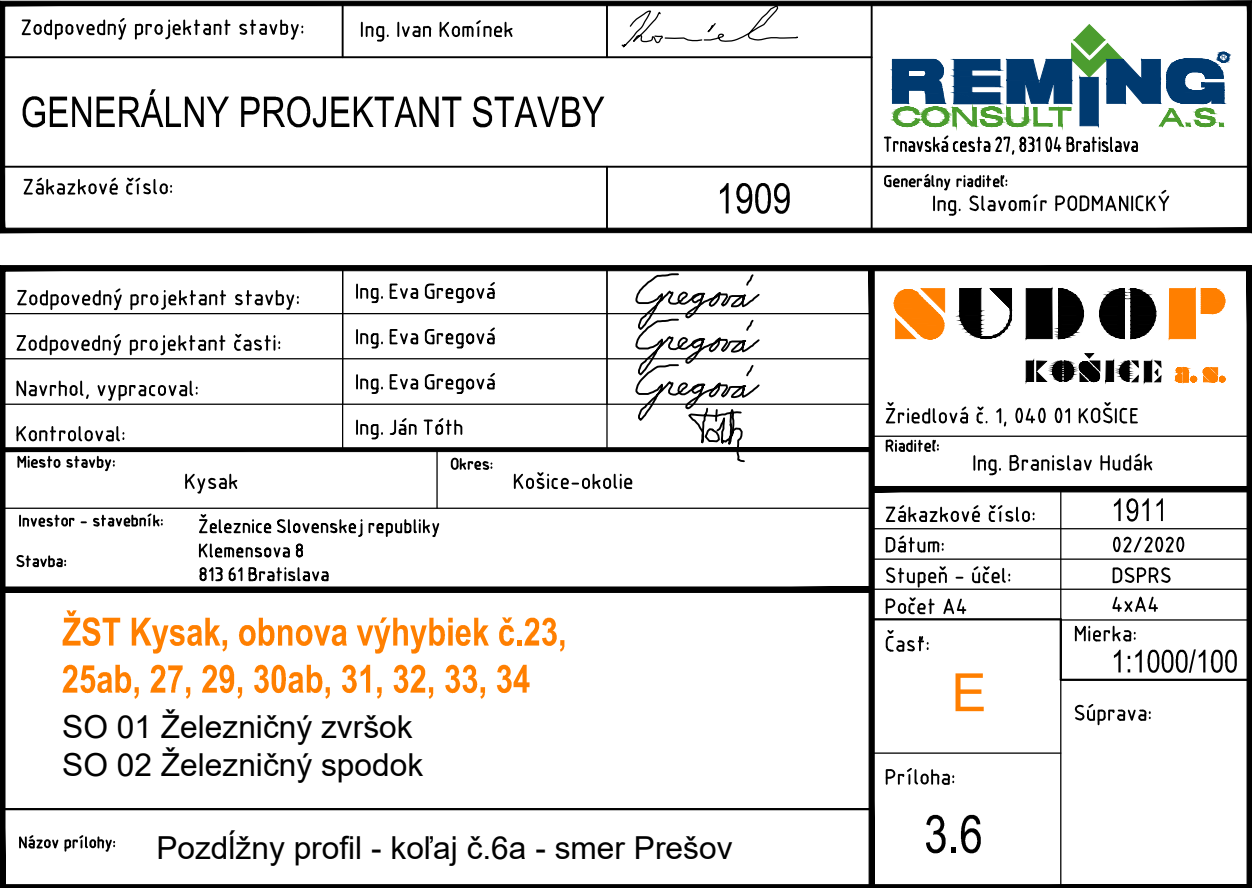 Zodpovedný projektant stavby: Ing. Ivan Komínek Komínek
GENERÁLNY PROJEKTANT STAVBY
REMING
CONSULT A.S.
Trnavská cesta 27, 831 04 Bratislava
Zákazkové číslo: 1909
Generálny riaditeľ:
Ing. Slavomír PODMANICKÝ
Zodpovedný projektant stavby: Ing. Eva Gregová Gregová
Zodpovedný projektant časti: Ing. Eva Gregová Gregová
Navrhol, vypracoval: Ing. Eva Gregová Gregová
Kontroloval: Ing. Ján Tóth Tóth
SUDOP
KOŠICE a.s.
Žriedlová č. 1, 040 01 KOŠICE
Riaditeľ:
Ing. Branislav Hudák
Miesto stavby:
Kysak
Okres:
Košice-okolie
Investor - stavebník: Železnice Slovenskej republiky
Klemensova 8
Stavba:
813 61 Bratislava
Zákazkové číslo: 1911
Dátum: 02/2020
Stupeň - účel: DSPRS
Počet A4 4xA4
ŽST Kysak, obnova výhybiek č.23,
25ab, 27, 29, 30ab, 31, 32, 33, 34
SO 01 Železničný zvršok
SO 02 Železničný spodok
Časť:
E
Mierka:
1:1000/100
Súprava:
Príloha:
3.6
Názov prílohy: Pozdĺžny profil - koľaj č.6a - smer Prešov